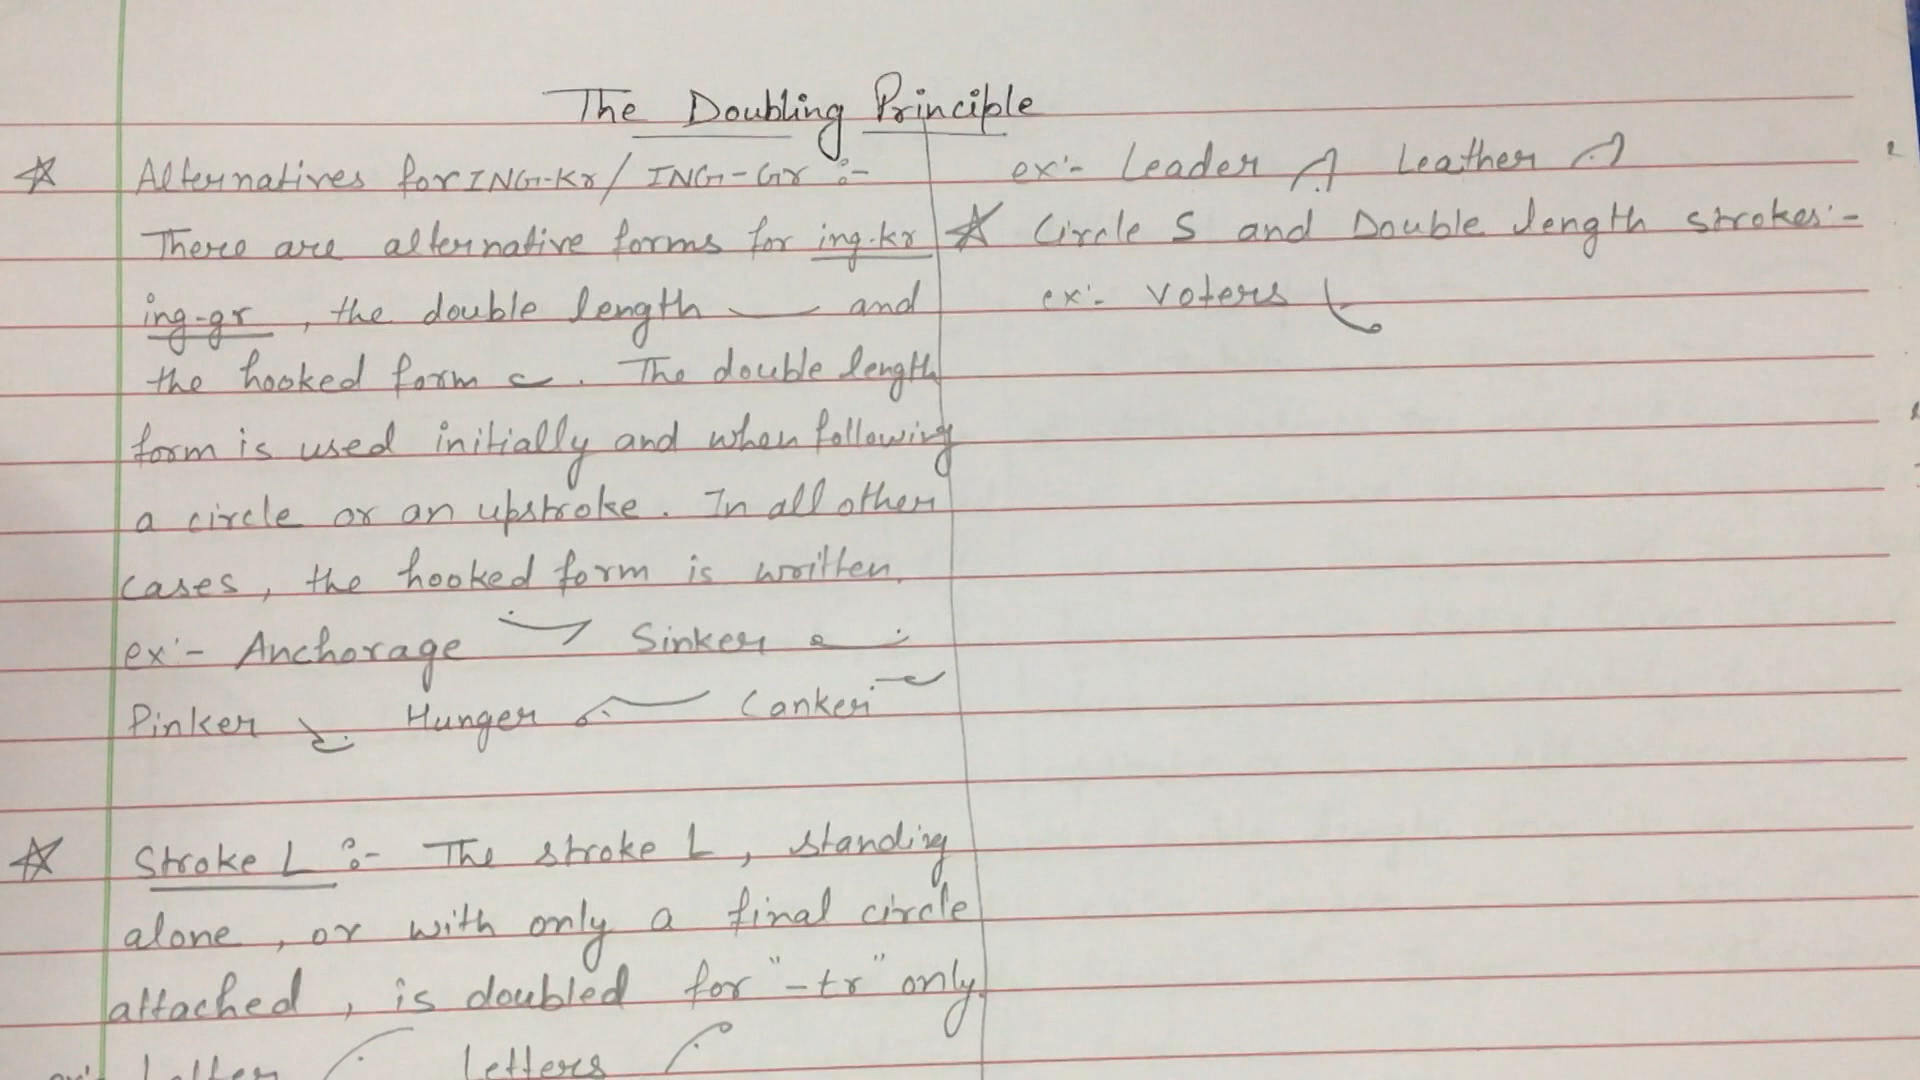 The Doubling Principle
☆ Alternatives for ING-Kr / ING-Gr :-
There are alternative forms for ing-kr
ing-gr, the double length and
the hooked form . The double length
form is used initially and when following
a circle or an upstroke. In all other
cases, the hooked form is written.
ex:- Anchorage Sinker
Pinker Hunger Canker
☆ Stroke L :- The stroke L, standing
alone, or with only a final circle
attached, is doubled for "-tr" only.
ex:- Letter Letters
ex:- Leader Leather
☆ Circle S and Double length strokes:-
ex:- Voters